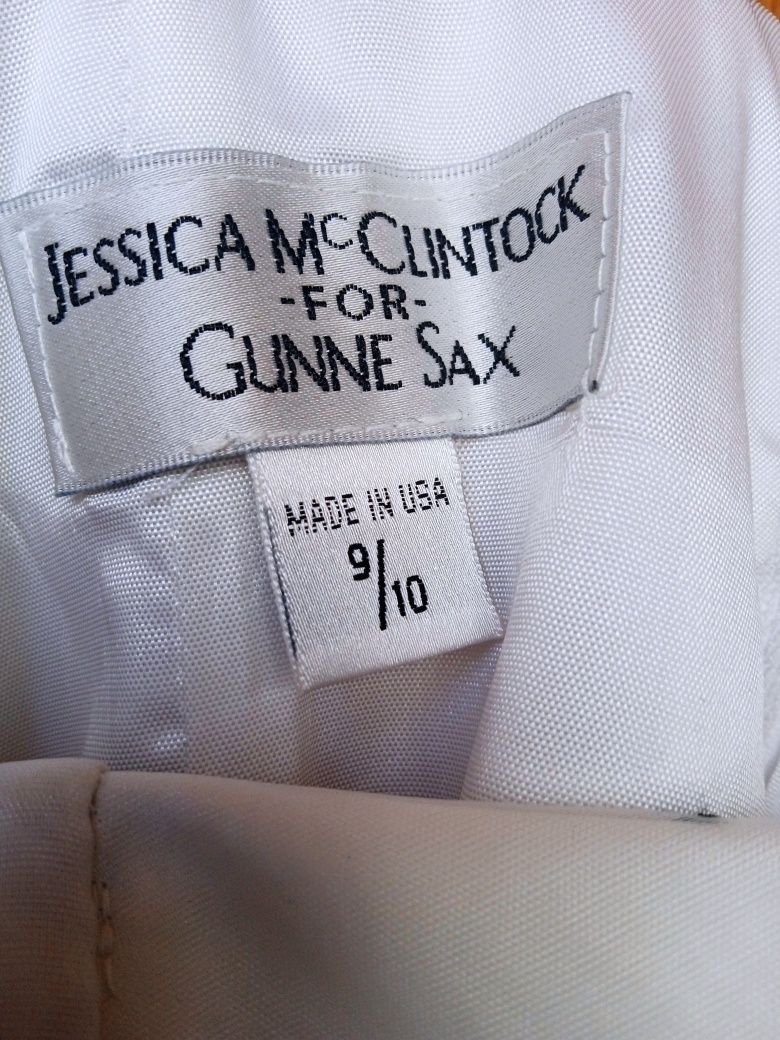 JESSICA McCLINTOCK
-FOR-
GUNNE SAX
MADE IN USA
9/10